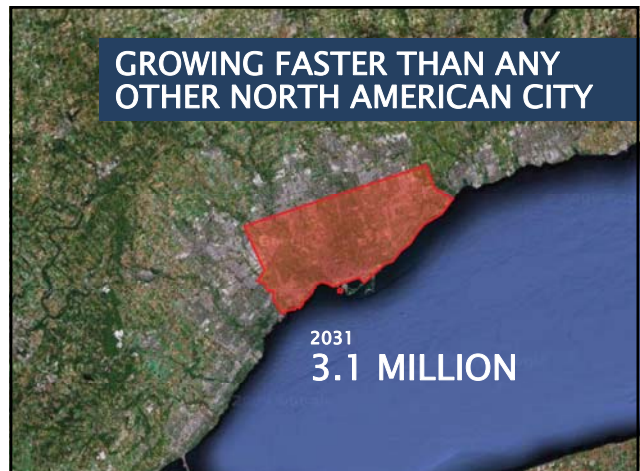 GROWING FASTER THAN ANY
OTHER NORTH AMERICAN CITY
2031
3.1 MILLION